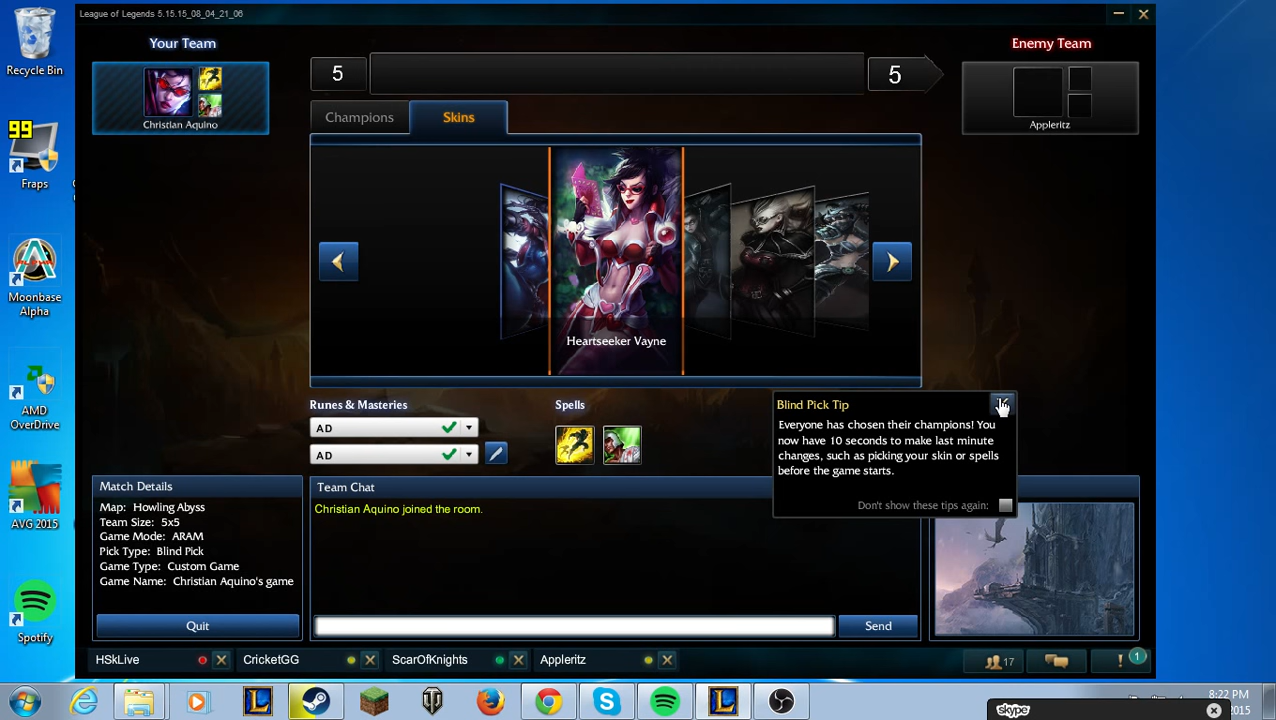 League of Legends 5.15.15_08_04_21_06
Recycle Bin
99
Fraps
Moonbase
Alpha
AMD
OverDrive
AVG 2015
Spotify
Your Team
Christian Aquino
5
5
Enemy Team
Appleritz
Champions
Skins
Heartseeker Vayne
Runes & Masteries
AD
AD
Spells
Blind Pick Tip
Everyone has chosen their champions! You
now have 10 seconds to make last minute
changes, such as picking your skin or spells
before the game starts.
Don't show these tips again:
Match Details
Map: Howling Abyss
Team Size: 5x5
Game Mode: ARAM
Pick Type: Blind Pick
Game Type: Custom Game
Game Name: Christian Aquino's game
Quit
Team Chat
Christian Aquino joined the room.
Send
HSkLive
CricketGG
ScarOfKnights
Appleritz
17
1
8:22 PM
2015
skype